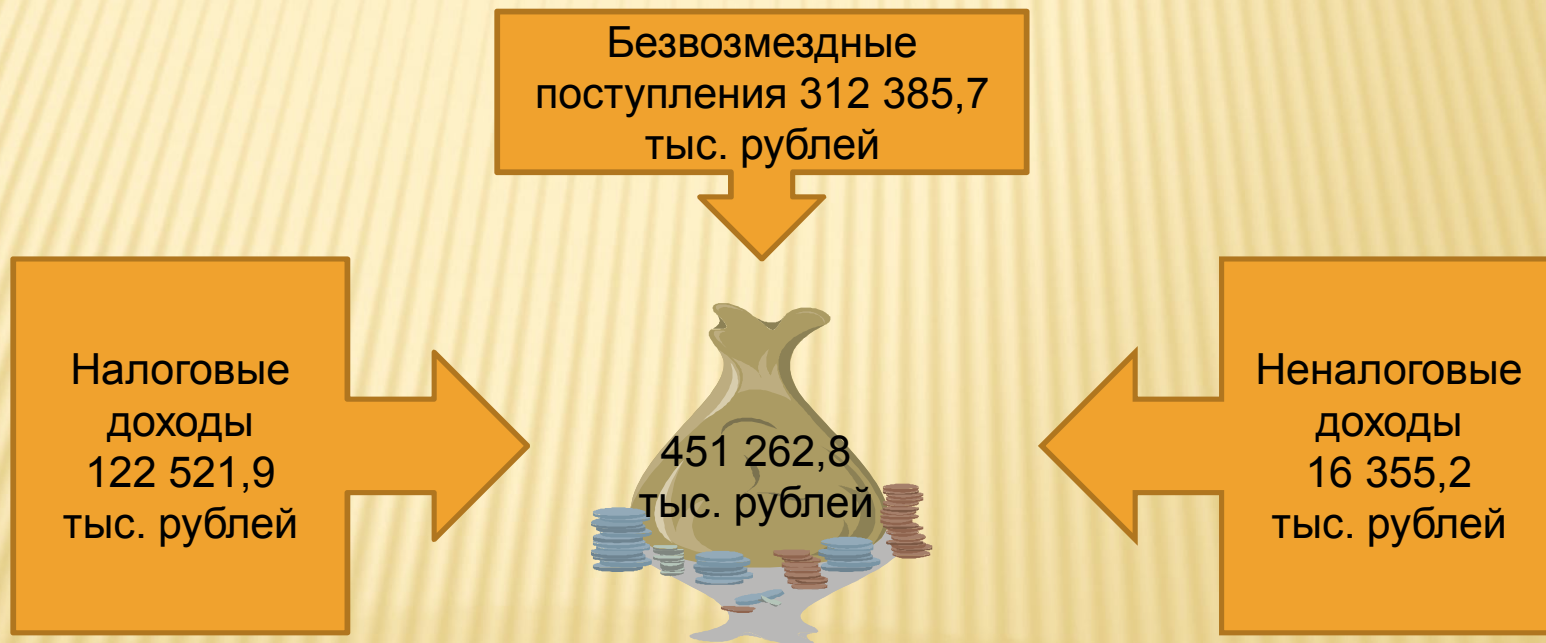 Безвозмездные
поступления 312 385,7
тыс. рублей
Налоговые
доходы
122 521,9
тыс. рублей
451 262,8
тыс. рублей
Неналоговые
доходы
16 355,2
тыс. рублей